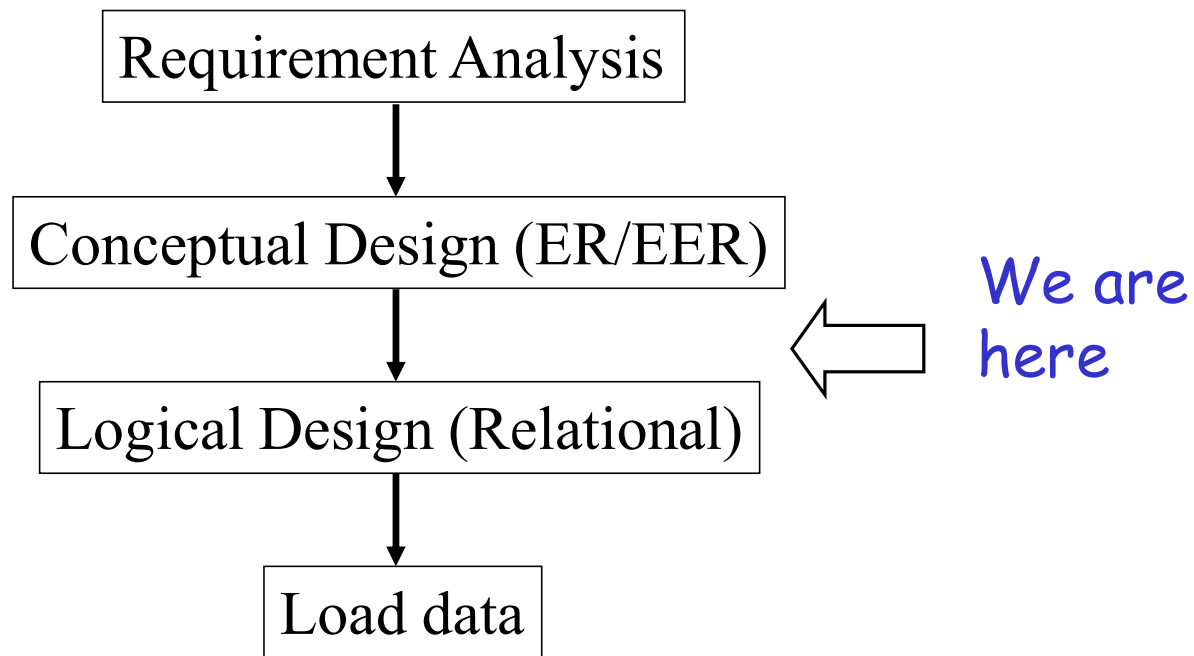 Requirement Analysis
Conceptual Design (ER/EER)
We are
here
Logical Design (Relational)
Load data